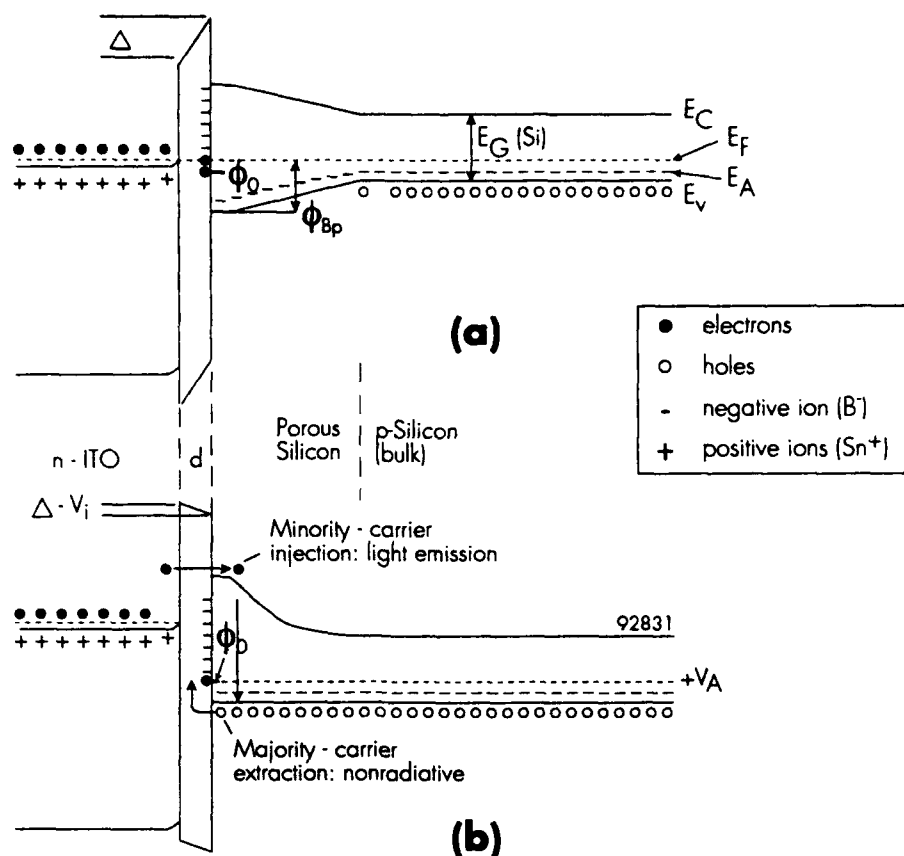 Δ
E_C
E_G (Si)
E_F
ϕ_0
E_A
E_v
ϕ_Bp
(a)
● electrons
○ holes
- negative ion (B⁻)
+ positive ions (Sn⁺)
Porous
Silicon
p-Silicon
(bulk)
n - ITO
d
Δ - V_i
Minority - carrier
injection: light emission
92831
+V_A
Majority - carrier
extraction: nonradiative
(b)